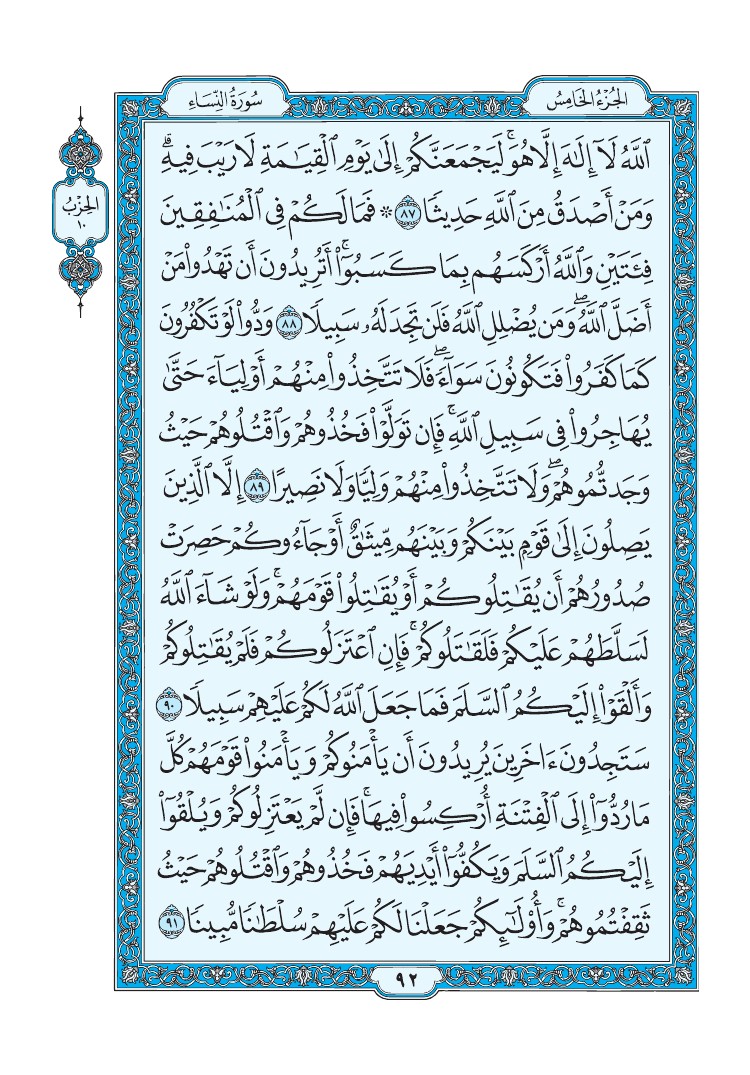 الجُزْءُ الخَامِسُ
سُورَةُ النِّسَاءِ
الحِزْبُ
١٠
ٱللَّهُ لَآ إِلَٰهَ إِلَّا هُوَۚ لَيَجْمَعَنَّكُمْ إِلَىٰ يَوْمِ ٱلْقِيَٰمَةِ لَا رَيْبَ فِيهِۗ
وَمَنْ أَصْدَقُ مِنَ ٱللَّهِ حَدِيثًا ٨٧ ۞ فَمَا لَكُمْ فِى ٱلْمُنَٰفِقِينَ
فِئَتَيْنِ وَٱللَّهُ أَرْكَسَهُم بِمَا كَسَبُوٓا۟ۚ أَتُرِيدُونَ أَن تَهْدُوا۟ مَنْ
أَضَلَّ ٱللَّهُۖ وَمَن يُضْلِلِ ٱللَّهُ فَلَن تَجِدَ لَهُۥ سَبِيلًا ٨٨ وَدُّوا۟ لَوْ تَكْفُرُونَ
كَمَا كَفَرُوا۟ فَتَكُونُونَ سَوَآءًۖ فَلَا تَتَّخِذُوا۟ مِنْهُمْ أَوْلِيَآءَ حَتَّىٰ
يُهَاجِرُوا۟ فِى سَبِيلِ ٱللَّهِۚ فَإِن تَوَلَّوْا۟ فَخُذُوهُمْ وَٱقْتُلُوهُمْ حَيْثُ
وَجَدتُّمُوهُمْۖ وَلَا تَتَّخِذُوا۟ مِنْهُمْ وَلِيًّا وَلَا نَصِيرًا ٨٩ إِلَّا ٱلَّذِينَ
يَصِلُونَ إِلَىٰ قَوْمٍۭ بَيْنَكُمْ وَبَيْنَهُم مِّيثَٰقٌ أَوْ جَآءُوكُمْ حَصِرَتْ
صُدُورُهُمْ أَن يُقَٰتِلُوكُمْ أَوْ يُقَٰتِلُوا۟ قَوْمَهُمْۚ وَلَوْ شَآءَ ٱللَّهُ
لَسَلَّطَهُمْ عَلَيْكُمْ فَلَقَٰتَلُوكُمْۚ فَإِنِ ٱعْتَزَلُوكُمْ فَلَمْ يُقَٰتِلُوكُمْ
وَأَلْقَوْا۟ إِلَيْكُمُ ٱلسَّلَمَ فَمَا جَعَلَ ٱللَّهُ لَكُمْ عَلَيْهِمْ سَبِيلًا ٩٠
سَتَجِدُونَ ءَاخَرِينَ يُرِيدُونَ أَن يَأْمَنُوكُمْ وَيَأْمَنُوا۟ قَوْمَهُمْ كُلَّ
مَا رُدُّوٓا۟ إِلَى ٱلْفِتْنَةِ أُرْكِسُوا۟ فِيهَاۚ فَإِن لَّمْ يَعْتَزِلُوكُمْ وَيُلْقُوٓا۟
إِلَيْكُمُ ٱلسَّلَمَ وَيَكُفُّوٓا۟ أَيْدِيَهُمْ فَخُذُوهُمْ وَٱقْتُلُوهُمْ حَيْثُ
ثَقِفْتُمُوهُمْۚ وَأُو۟لَٰٓئِكُمْ جَعَلْنَا لَكُمْ عَلَيْهِمْ سُلْطَٰنًا مُّبِينًا ٩١
٩٢